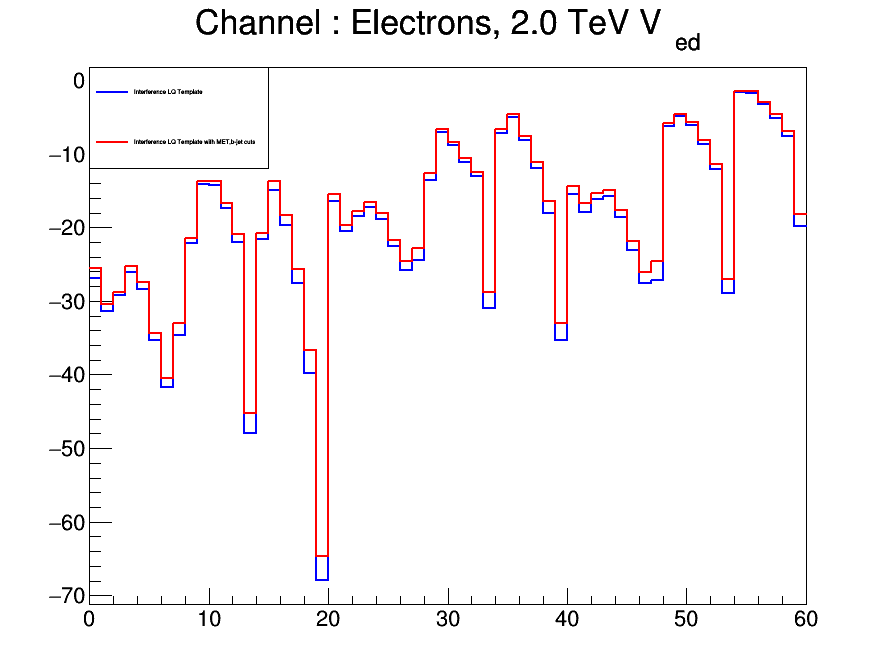 Channel : Electrons, 2.0 TeV V ed
Interference LQ Template
Interference LQ Template with MET,b-jet cuts
0
−10
−20
−30
−40
−50
−60
−70
0 10 20 30 40 50 60